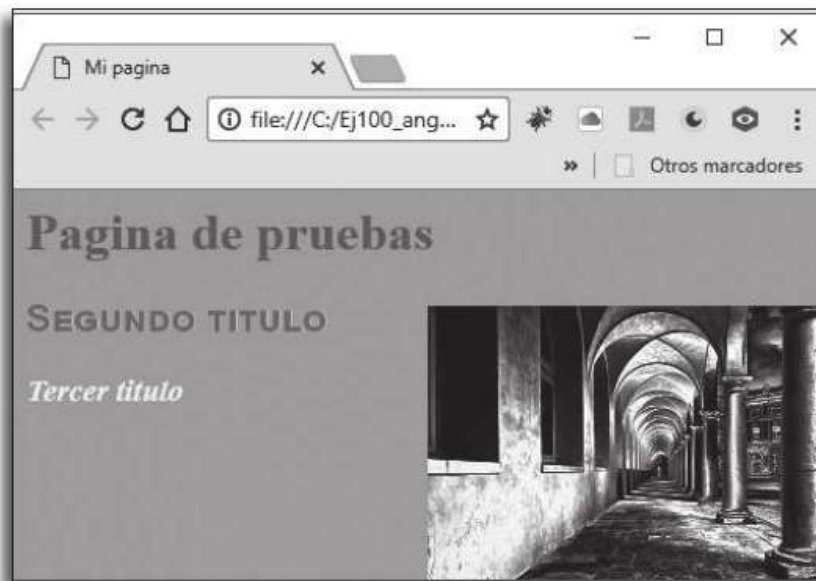 Mi pagina
file:///C:/Ej100_ang...
» Otros marcadores
Pagina de pruebas
SEGUNDO TITULO
Tercer titulo